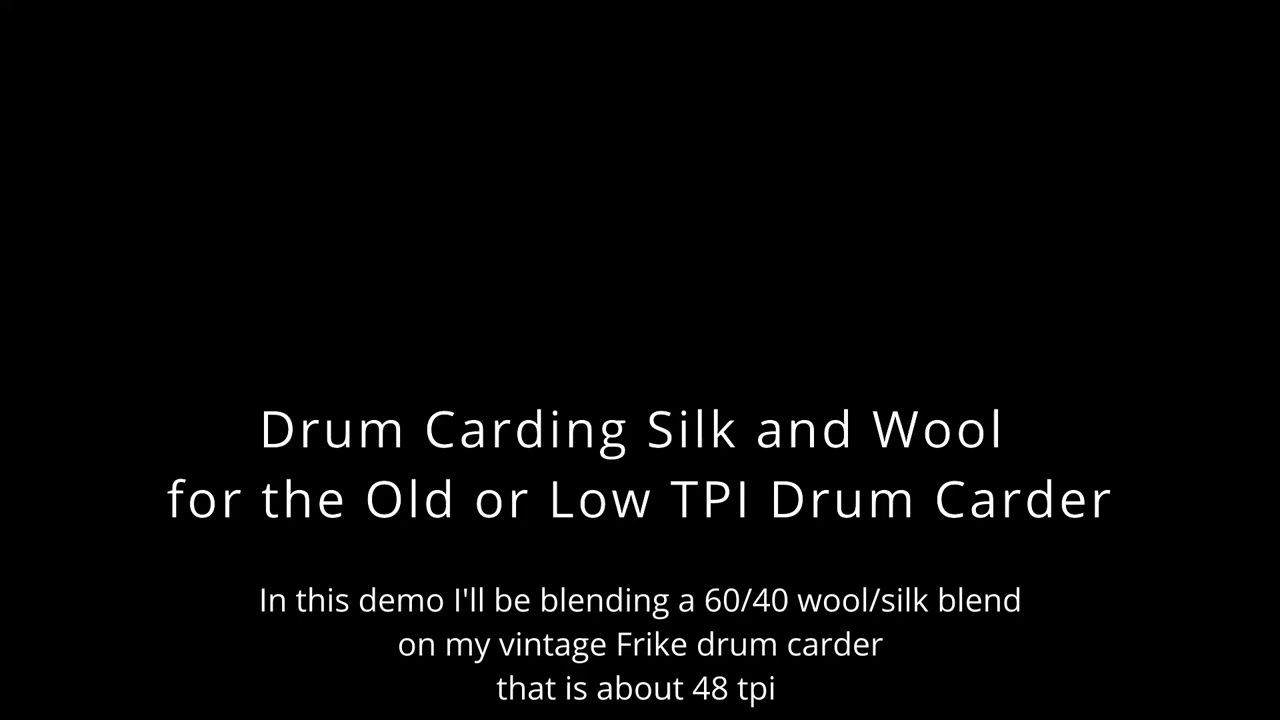 Drum Carding Silk and Wool
for the Old or Low TPI Drum Carder
In this demo I'll be blending a 60/40 wool/silk blend
on my vintage Frike drum carder
that is about 48 tpi